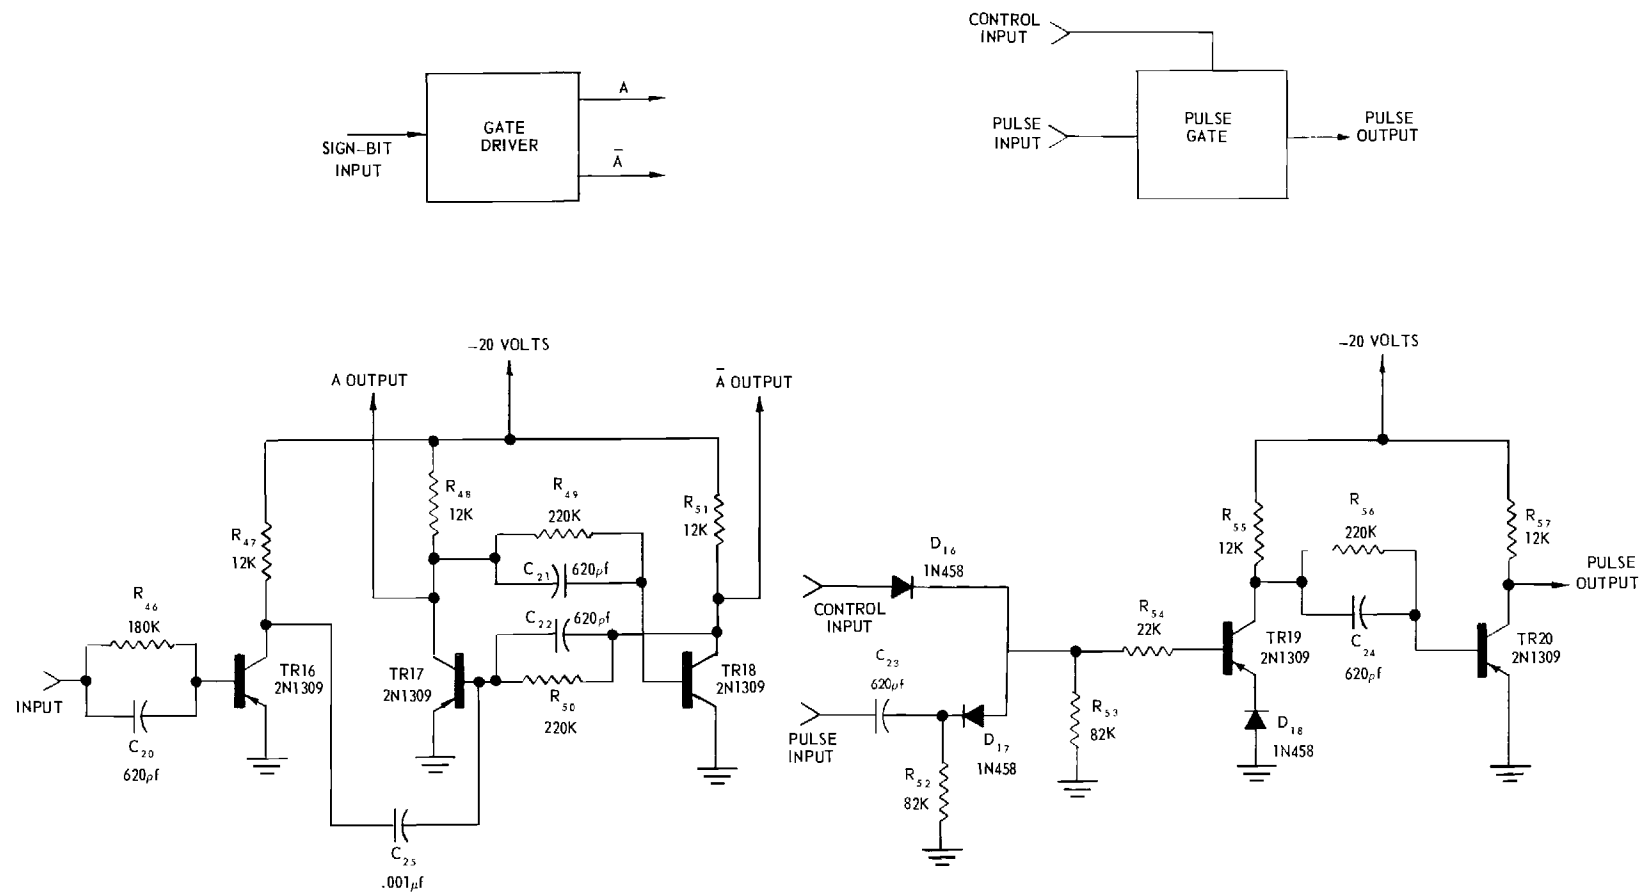 SIGN-BIT
INPUT
GATE
DRIVER
A
A̅
CONTROL
INPUT
PULSE
INPUT
PULSE
GATE
PULSE
OUTPUT
-20 VOLTS
A OUTPUT
A̅ OUTPUT
R47
12K
R48
12K
R49
220K
C21
620pf
R51
12K
C22
620pf
R46
180K
INPUT
C20
620pf
TR16
2N1309
TR17
2N1309
R50
220K
TR18
2N1309
C25
.001µf
-20 VOLTS
D16
1N458
CONTROL
INPUT
C23
620pf
PULSE
INPUT
D17
1N458
R52
82K
R53
82K
R54
22K
R55
12K
R56
220K
R57
12K
PULSE
OUTPUT
TR19
2N1309
C24
620pf
TR20
2N1309
D18
1N458